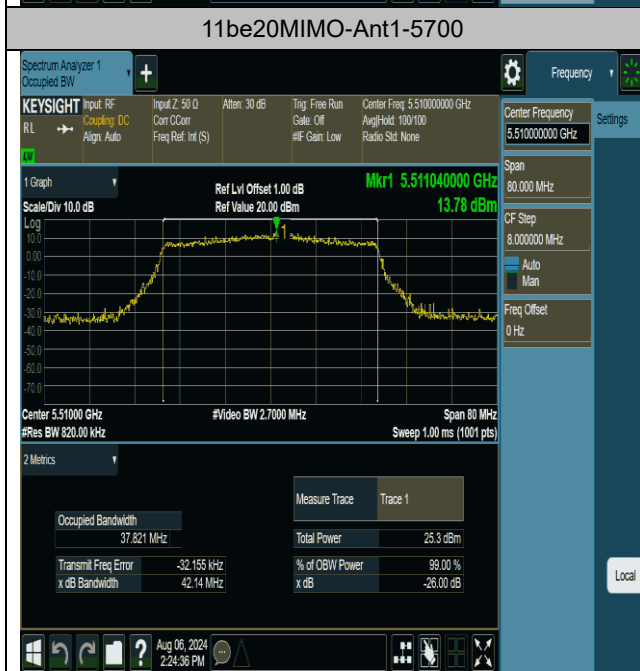 11be20MIMO-Ant1-5700
Spectrum Analyzer 1
Occupied BW
+
Frequency
KEYSIGHT
RL
Input: RF
Coupling: DC
Align: Auto
Input Z: 50 Ω
Corr CCorr
Freq Ref: Int (S)
Atten: 30 dB
Trig: Free Run
Gate: Off
#IF Gain: Low
Center Freq: 5.510000000 GHz
Avg|Hold: 100/100
Radio Std: None
Center Frequency
5.510000000 GHz
Settings
Span
80.000 MHz
CF Step
8.000000 MHz
Auto
Man
Freq Offset
0 Hz
1 Graph
Scale/Div 10.0 dB
Log
Ref Lvl Offset 1.00 dB
Ref Value 20.00 dBm
Mkr1 5.511040000 GHz
13.78 dBm
1
10.0
0.00
-10.0
-20.0
-30.0
-40.0
-50.0
-60.0
-70.0
Center 5.51000 GHz
#Video BW 2.7000 MHz
Span 80 MHz
#Res BW 820.00 kHz
Sweep 1.00 ms (1001 pts)
2 Metrics
Measure Trace Trace 1
Occupied Bandwidth
37.821 MHz
Total Power 25.3 dBm
Transmit Freq Error -32.155 kHz
% of OBW Power 99.00 %
x dB Bandwidth 42.14 MHz
x dB -26.00 dB
Local
?
Aug 06, 2024
2:24:36 PM